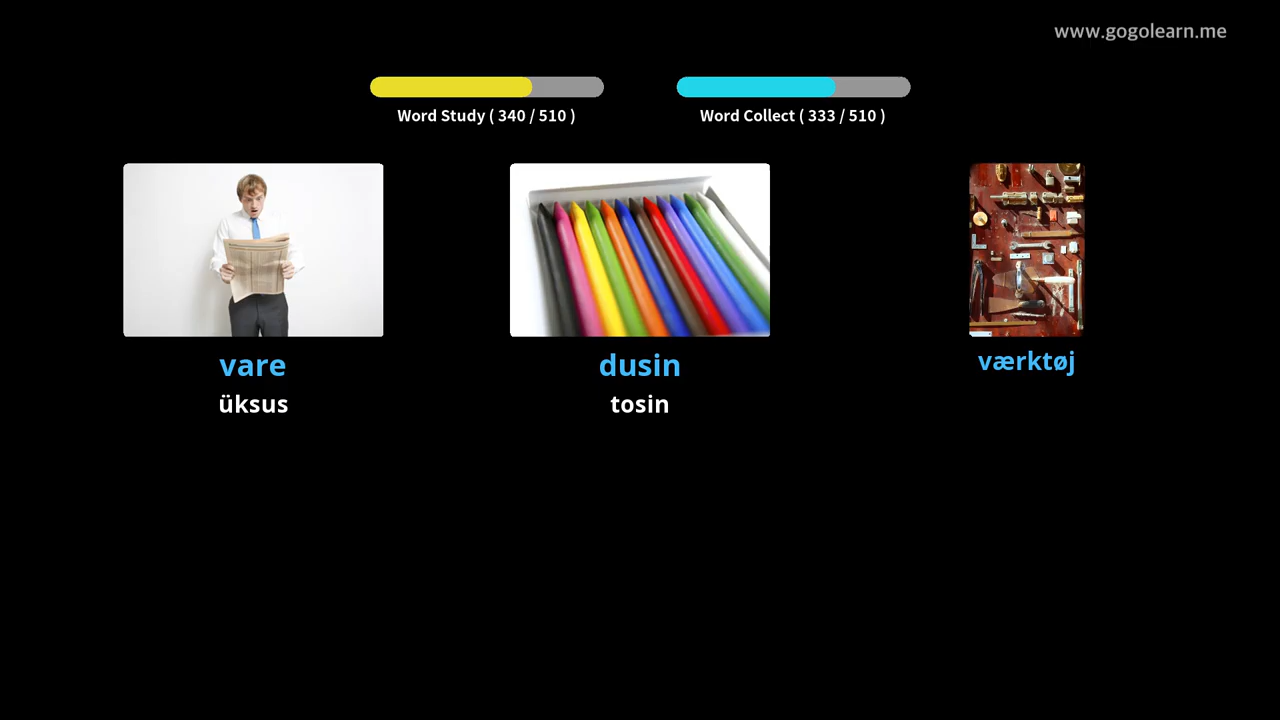 www.gogolearn.me
Word Study ( 340 / 510 )
Word Collect ( 333 / 510 )
vare
dusin
værktøj
üksus
tosin